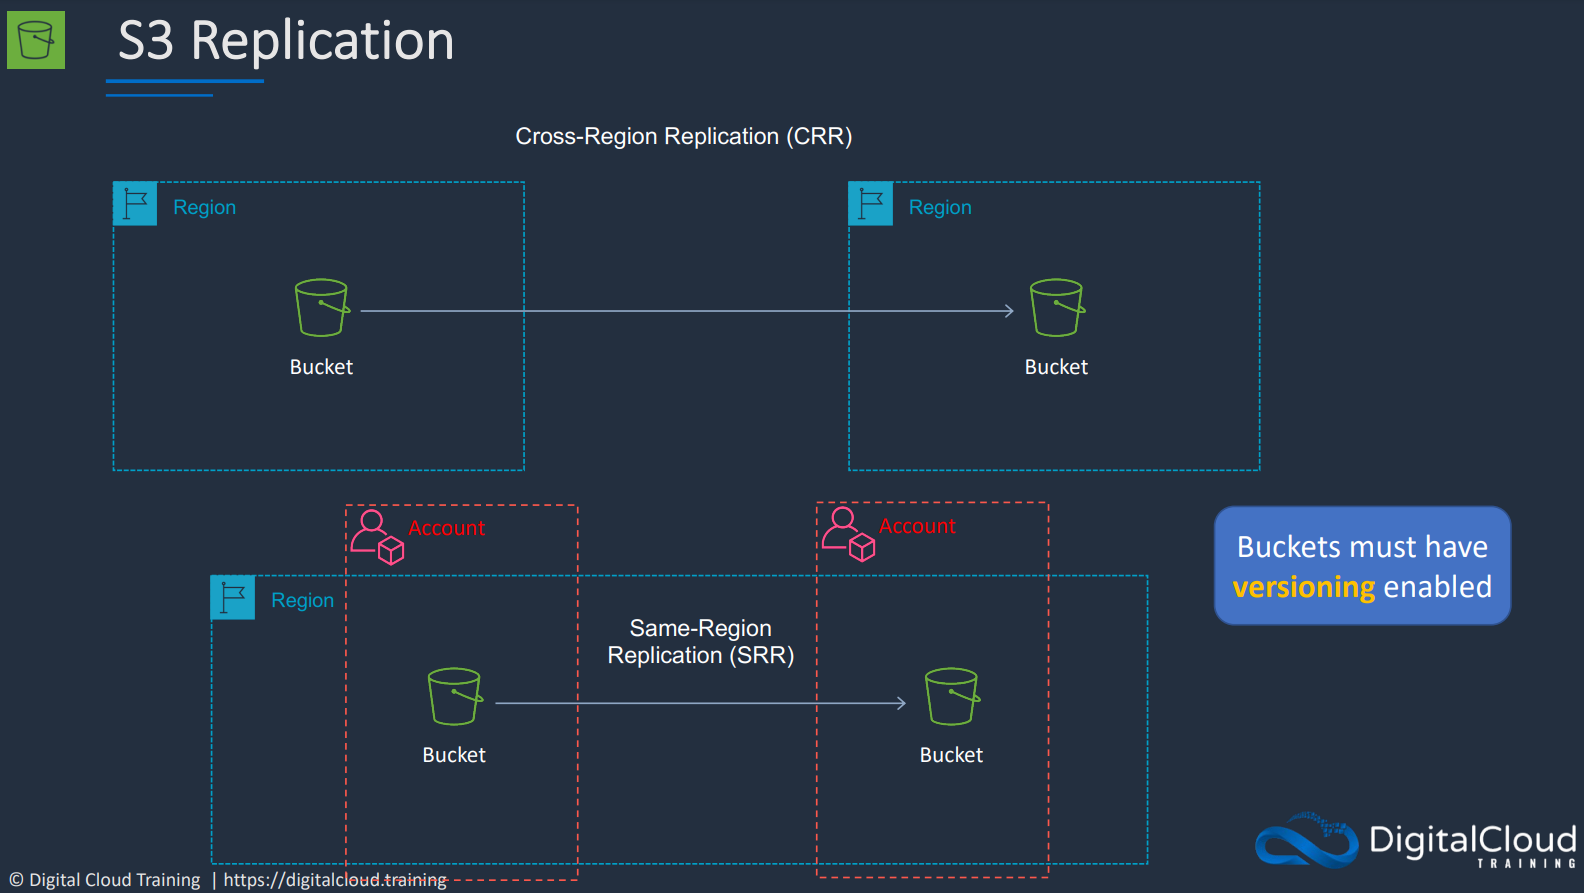 S3 Replication
Cross-Region Replication (CRR)
Region
Region
Bucket
Bucket
Account
Account
Buckets must have
versioning enabled
Region
Same-Region
Replication (SRR)
Bucket
Bucket
DigitalCloud
TRAINING
© Digital Cloud Training | https://digitalcloud.training